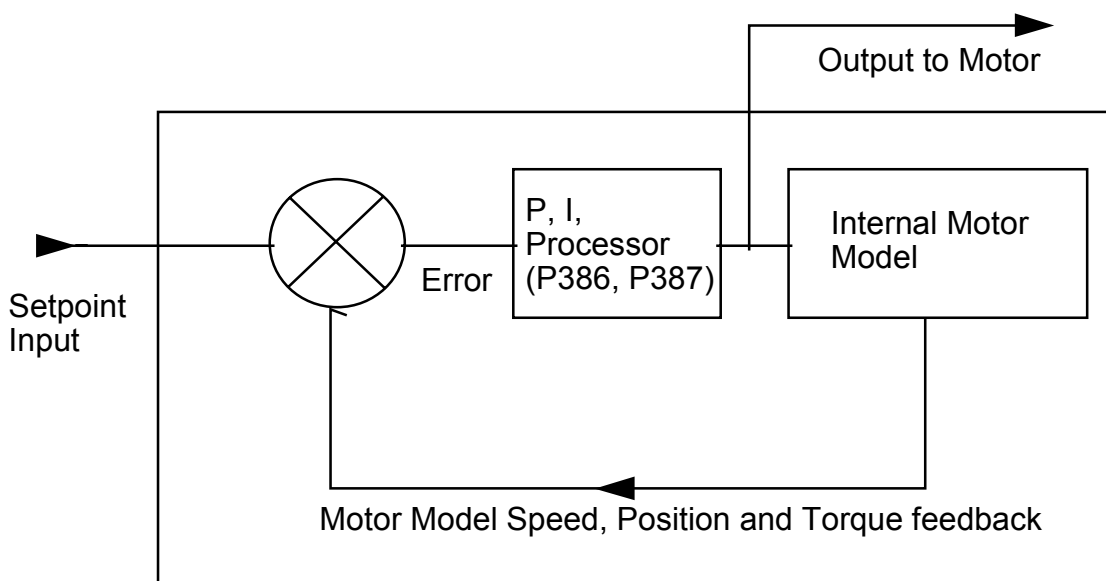 Output to Motor
P, I,
Processor
(P386, P387)
Internal Motor
Model
Error
Setpoint
Input
Motor Model Speed, Position and Torque feedback